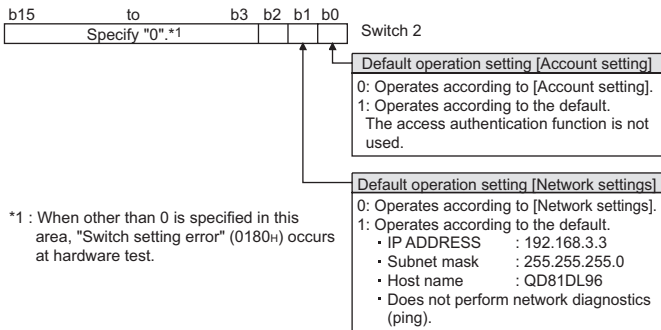 b15 to b3 b2 b1 b0
Specify "0".*1 Switch 2
Default operation setting [Account setting]
0: Operates according to [Account setting].
1: Operates according to the default.
The access authentication function is not
used.
Default operation setting [Network settings]
0: Operates according to [Network settings].
1: Operates according to the default.
• IP ADDRESS : 192.168.3.3
• Subnet mask : 255.255.255.0
• Host name : QD81DL96
• Does not perform network diagnostics
(ping).
*1 : When other than 0 is specified in this
area, "Switch setting error" (0180H) occurs
at hardware test.